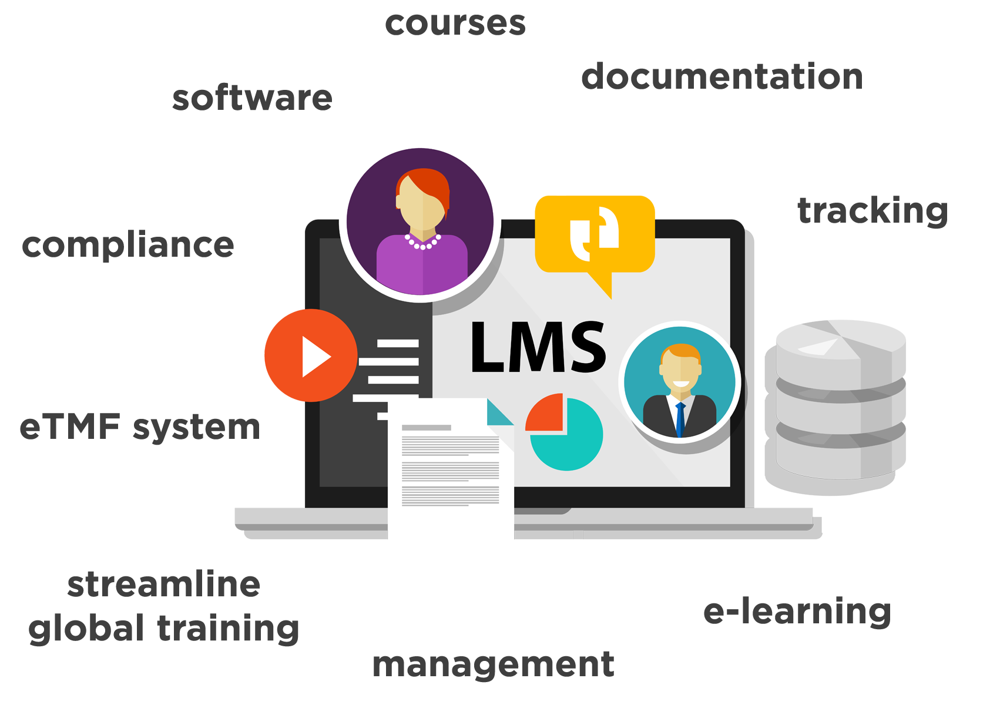 courses
documentation
software
tracking
compliance
LMS
eTMF system
streamline
global training
e-learning
management